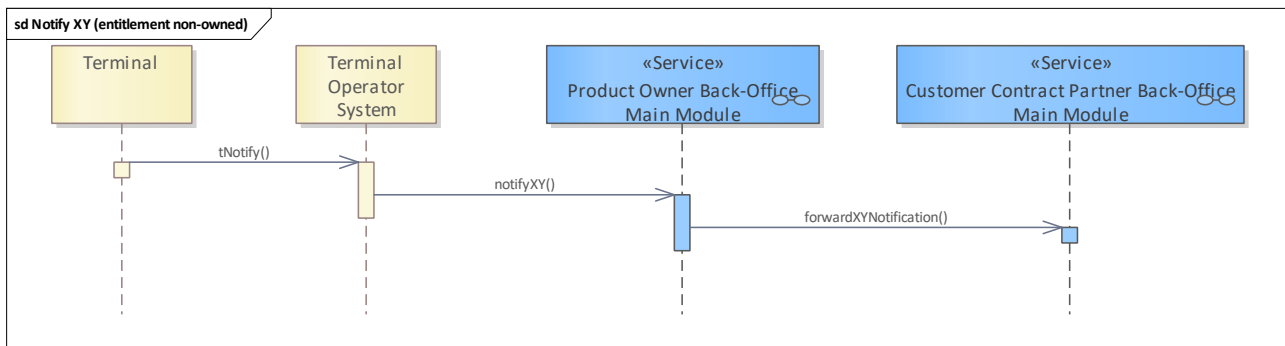 sd Notify XY (entitlement non-owned)
Terminal
Terminal
Operator
System
«Service»
Product Owner Back-Office
Main Module
«Service»
Customer Contract Partner Back-Office
Main Module
tNotify()
notifyXY()
forwardXYNotification()